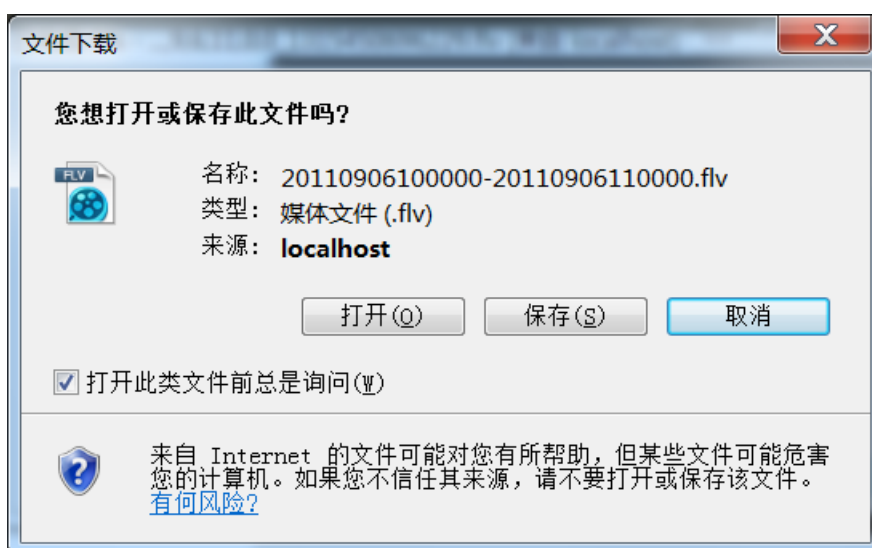 文件下载
您想打开或保存此文件吗?
FLV
名称: 20110906100000-20110906110000.flv
类型: 媒体文件 (.flv)
来源: localhost
打开(O) 保存(S) 取消
打开此类文件前总是询问(W)
来自 Internet 的文件可能对您有所帮助，但某些文件可能危害
您的计算机。如果您不信任其来源，请不要打开或保存该文件。
有何风险?